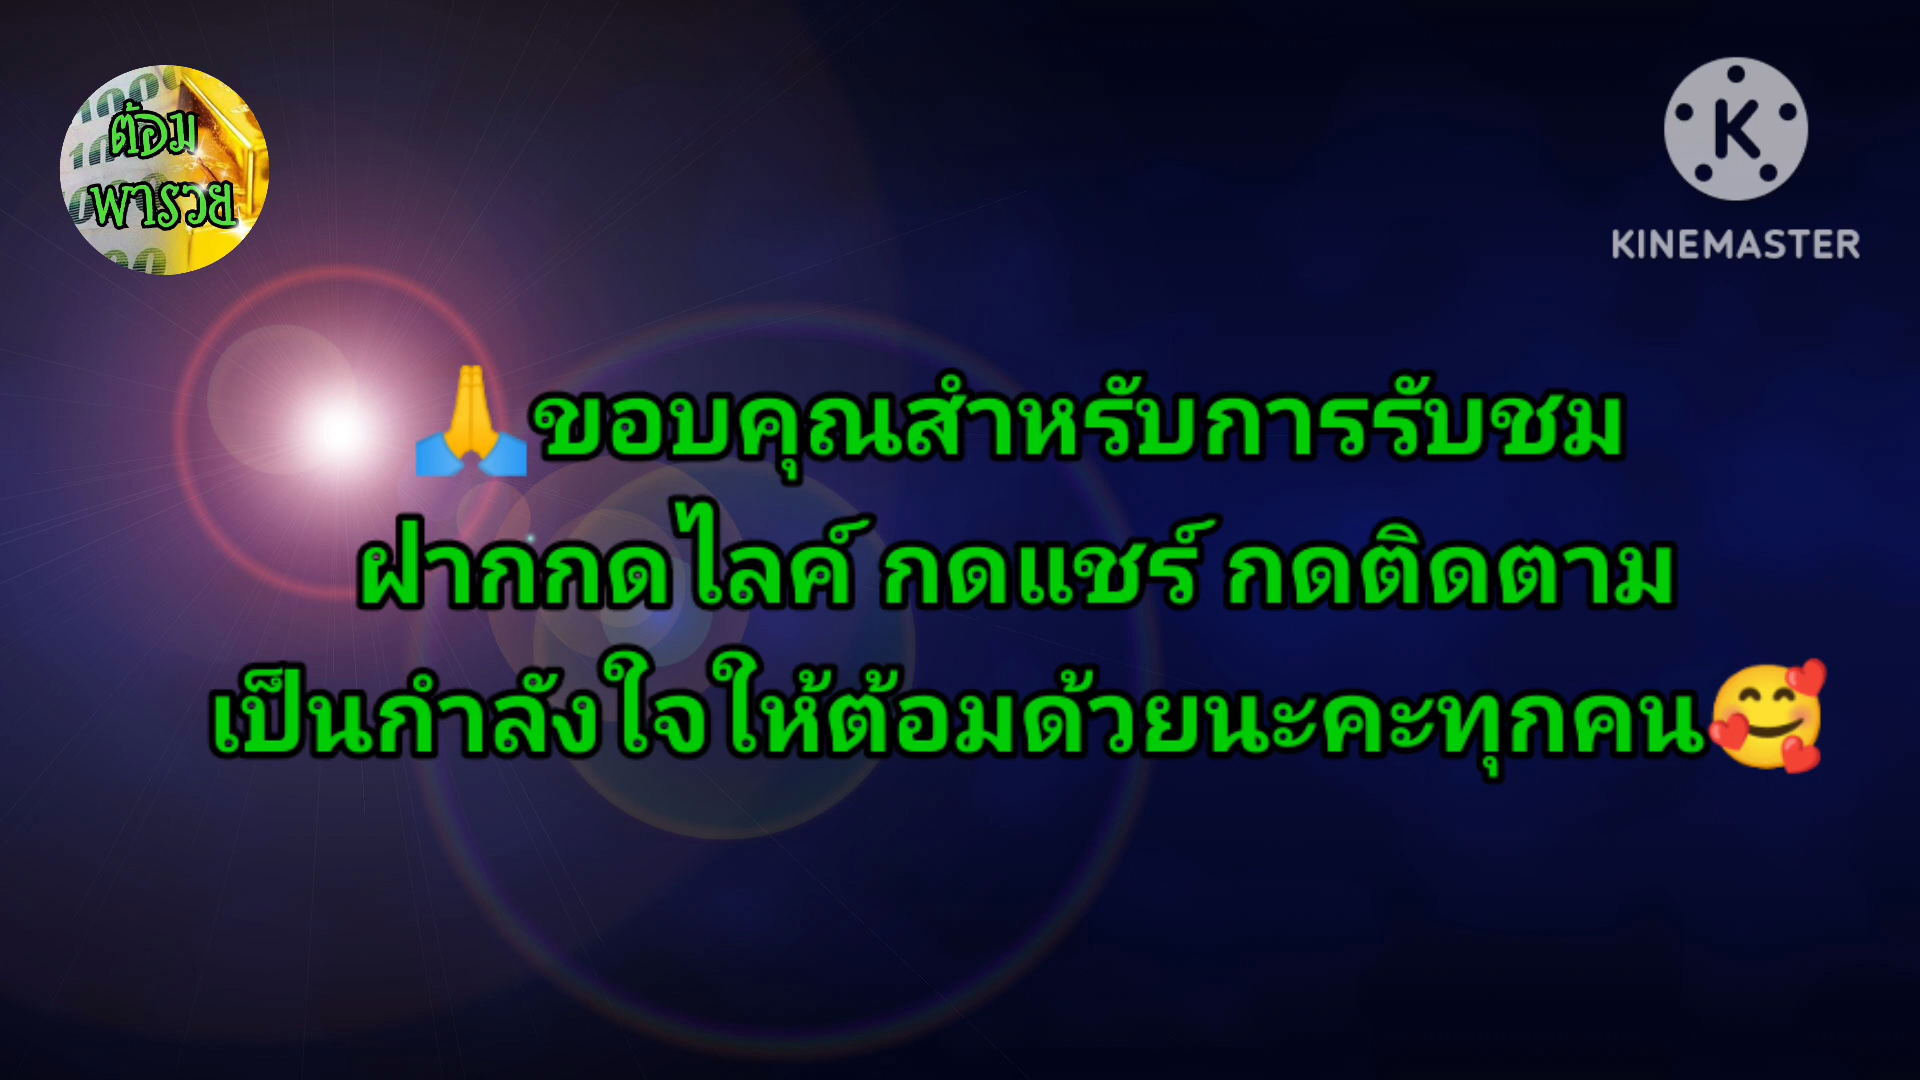 ต้อม
พารวย
KINEMASTER
🙏ขอบคุณสำหรับการรับชม
ฝากกดไลค์ กดแชร์ กดติดตาม
เป็นกำลังใจให้ต้อมด้วยนะคะทุกคน🥰